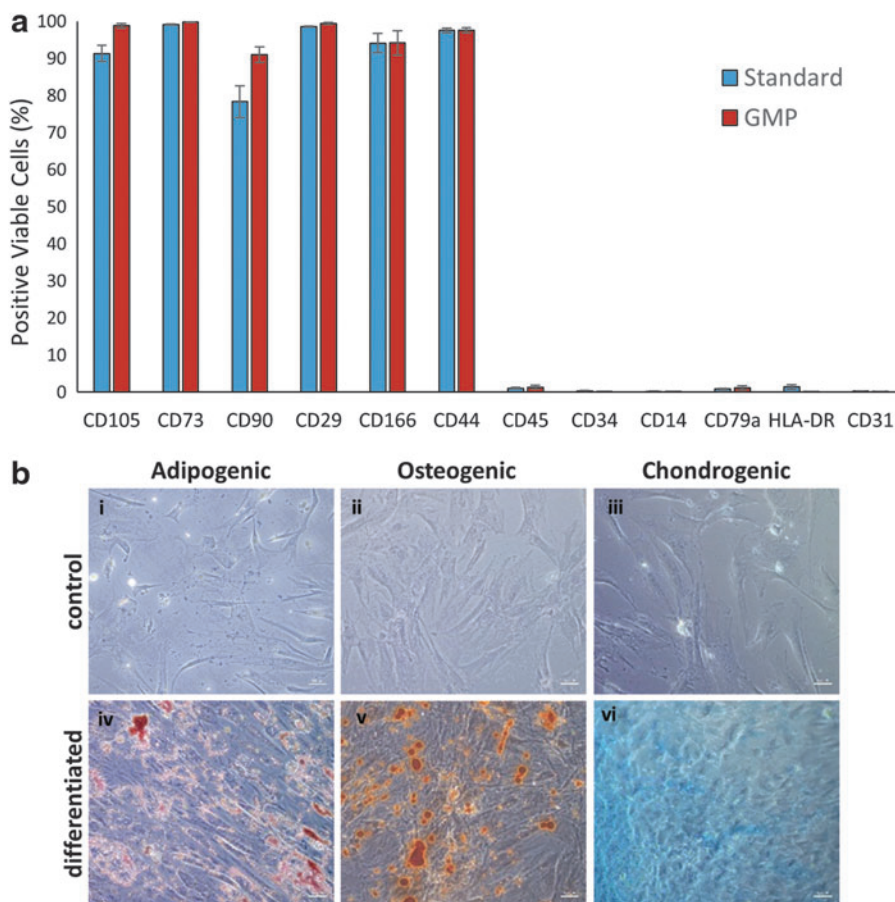 a
Positive Viable Cells (%)
100
90
80
70
60
50
40
30
20
10
0
Standard
GMP
CD105 CD73 CD90 CD29 CD166 CD44 CD45 CD34 CD14 CD79a HLA-DR CD31
b
Adipogenic Osteogenic Chondrogenic
control
i ii iii
differentiated
iv v vi